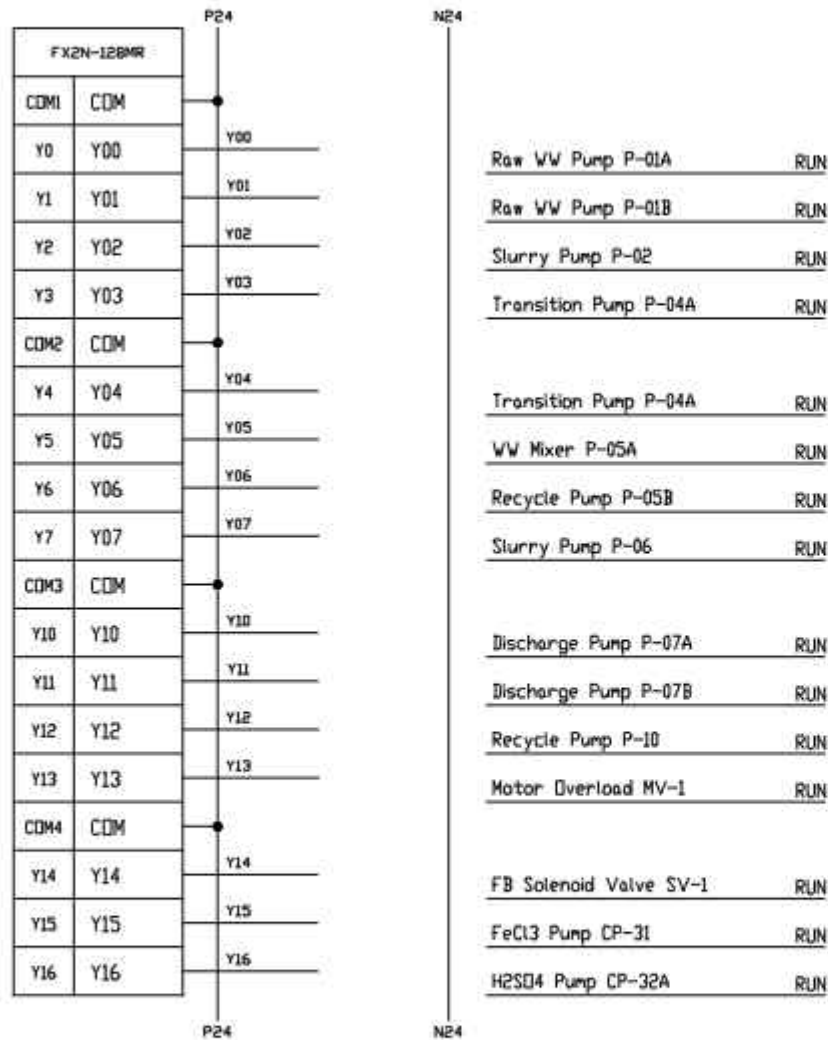 P24 N24
FX2N-128MR
COM1 COM
Y0 Y00 Y00 Raw WW Pump P-01A RUN
Y1 Y01 Y01 Raw WW Pump P-01B RUN
Y2 Y02 Y02 Slurry Pump P-02 RUN
Y3 Y03 Y03 Transition Pump P-04A RUN
COM2 COM
Y4 Y04 Y04 Transition Pump P-04A RUN
Y5 Y05 Y05 WW Mixer P-05A RUN
Y6 Y06 Y06 Recycle Pump P-05B RUN
Y7 Y07 Y07 Slurry Pump P-06 RUN
COM3 COM
Y10 Y10 Y10 Discharge Pump P-07A RUN
Y11 Y11 Y11 Discharge Pump P-07B RUN
Y12 Y12 Y12 Recycle Pump P-10 RUN
Y13 Y13 Y13 Motor Overload MV-1 RUN
COM4 COM
Y14 Y14 Y14 FB Solenoid Valve SV-1 RUN
Y15 Y15 Y15 FeCl3 Pump CP-31 RUN
Y16 Y16 Y16 H2SO4 Pump CP-32A RUN
P24 N24